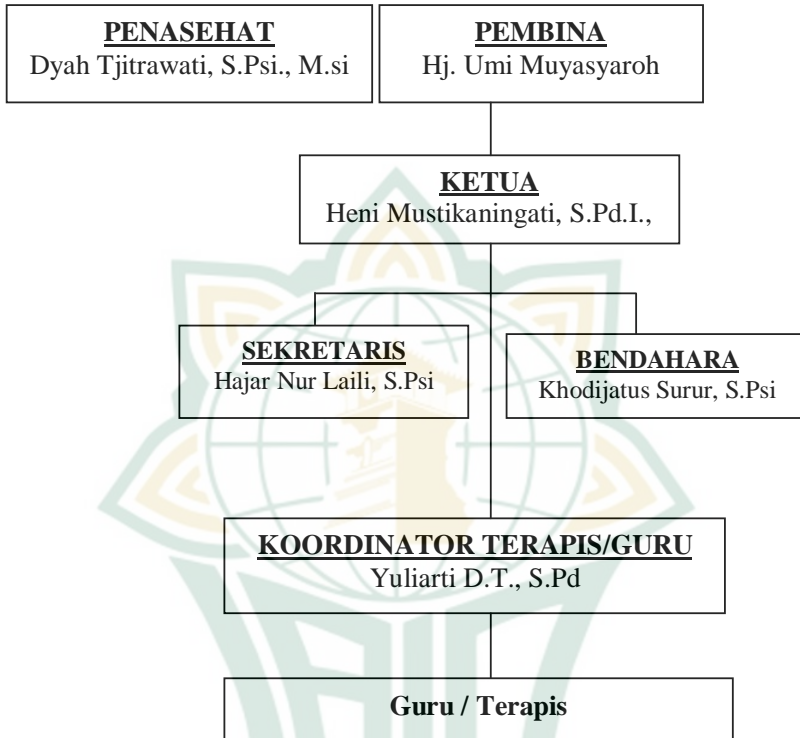 PENASEHAT
Dyah Tjitrawati, S.Psi., M.si
PEMBINA
Hj. Umi Muyasyaroh
KETUA
Heni Mustikaningati, S.Pd.I.,
SEKRETARIS
Hajar Nur Laili, S.Psi
BENDAHARA
Khodijatus Surur, S.Psi
KOORDINATOR TERAPIS/GURU
Yuliarti D.T., S.Pd
Guru / Terapis